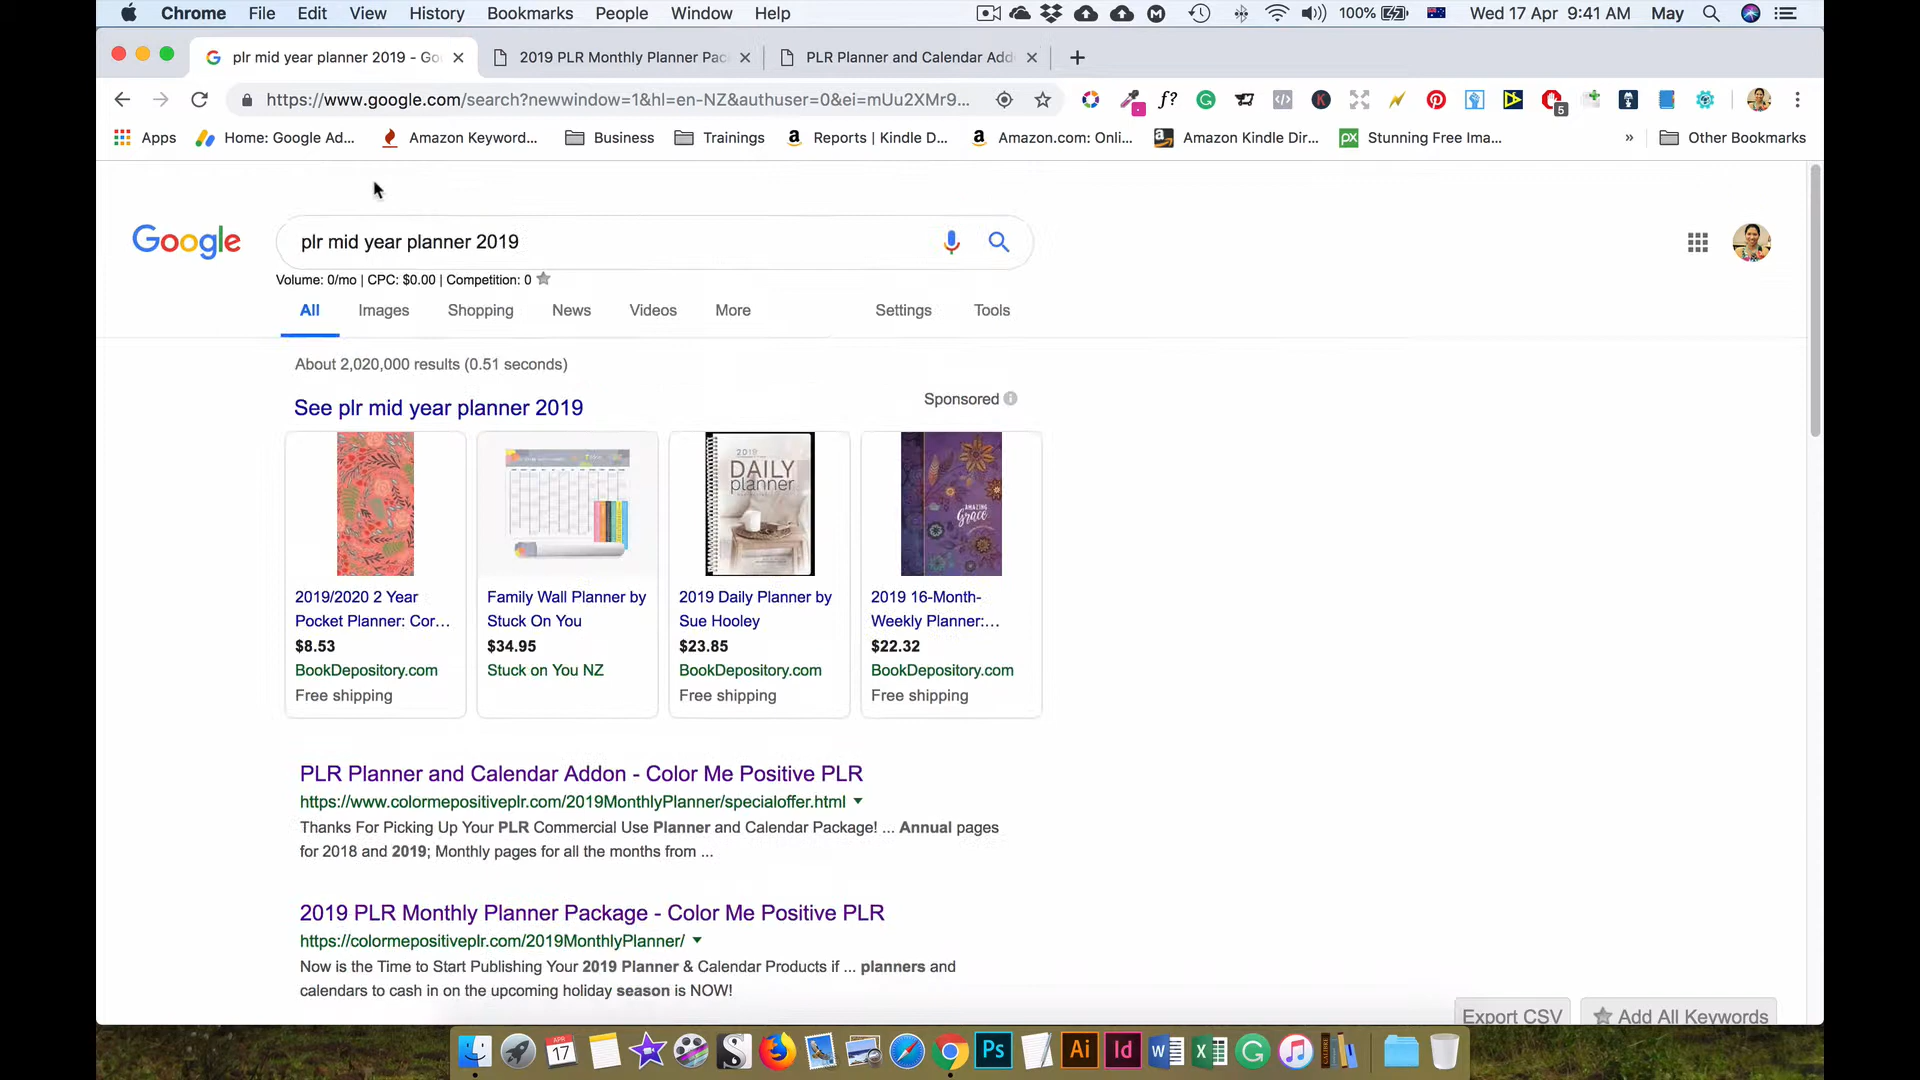 Chrome File Edit View History Bookmarks People Window Help 100% Wed 17 Apr 9:41 AM May
plr mid year planner 2019 - Go
2019 PLR Monthly Planner Pac
PLR Planner and Calendar Add
https://www.google.com/search?newwindow=1&hl=en-NZ&authuser=0&ei=mUu2XMr9...
f?
5
Apps Home: Google Ad... Amazon Keyword... Business Trainings Reports | Kindle D... Amazon.com: Onli... Amazon Kindle Dir... Stunning Free Ima... » Other Bookmarks
Google
plr mid year planner 2019
Volume: 0/mo | CPC: $0.00 | Competition: 0
All Images Shopping News Videos More Settings Tools
About 2,020,000 results (0.51 seconds)
See plr mid year planner 2019
Sponsored
2019
DAILY
planner
AMAZING
Grace
2019/2020 2 Year
Pocket Planner: Cor...
$8.53
BookDepository.com
Free shipping
Family Wall Planner by
Stuck On You
$34.95
Stuck on You NZ
2019 Daily Planner by
Sue Hooley
$23.85
BookDepository.com
Free shipping
2019 16-Month-
Weekly Planner:...
$22.32
BookDepository.com
Free shipping
PLR Planner and Calendar Addon - Color Me Positive PLR
https://www.colormepositiveplr.com/2019MonthlyPlanner/specialoffer.html
Thanks For Picking Up Your PLR Commercial Use Planner and Calendar Package! ... Annual pages
for 2018 and 2019; Monthly pages for all the months from ...
2019 PLR Monthly Planner Package - Color Me Positive PLR
https://colormepositiveplr.com/2019MonthlyPlanner/
Now is the Time to Start Publishing Your 2019 Planner & Calendar Products if ... planners and
calendars to cash in on the upcoming holiday season is NOW!
Export CSV
Add All Keywords
APR
17
Ps Ai Id